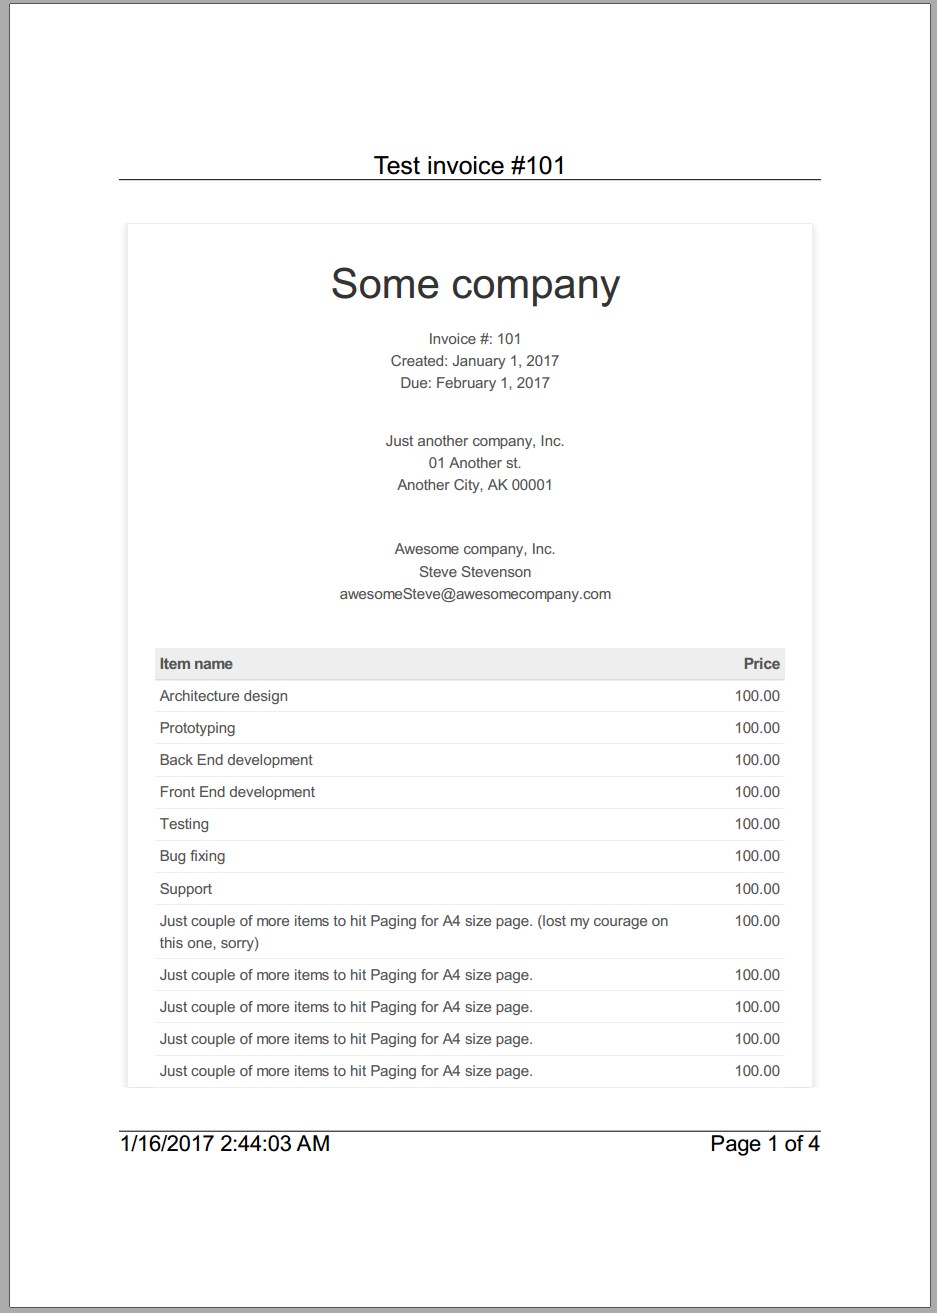 Test invoice #101
Some company
Invoice #: 101
Created: January 1, 2017
Due: February 1, 2017
Just another company, Inc.
01 Another st.
Another City, AK 00001
Awesome company, Inc.
Steve Stevenson
awesomeSteve@awesomecompany.com
Item name Price
Architecture design 100.00
Prototyping 100.00
Back End development 100.00
Front End development 100.00
Testing 100.00
Bug fixing 100.00
Support 100.00
Just couple of more items to hit Paging for A4 size page. (lost my courage on 100.00
this one, sorry)
Just couple of more items to hit Paging for A4 size page. 100.00
Just couple of more items to hit Paging for A4 size page. 100.00
Just couple of more items to hit Paging for A4 size page. 100.00
Just couple of more items to hit Paging for A4 size page. 100.00
1/16/2017 2:44:03 AM Page 1 of 4